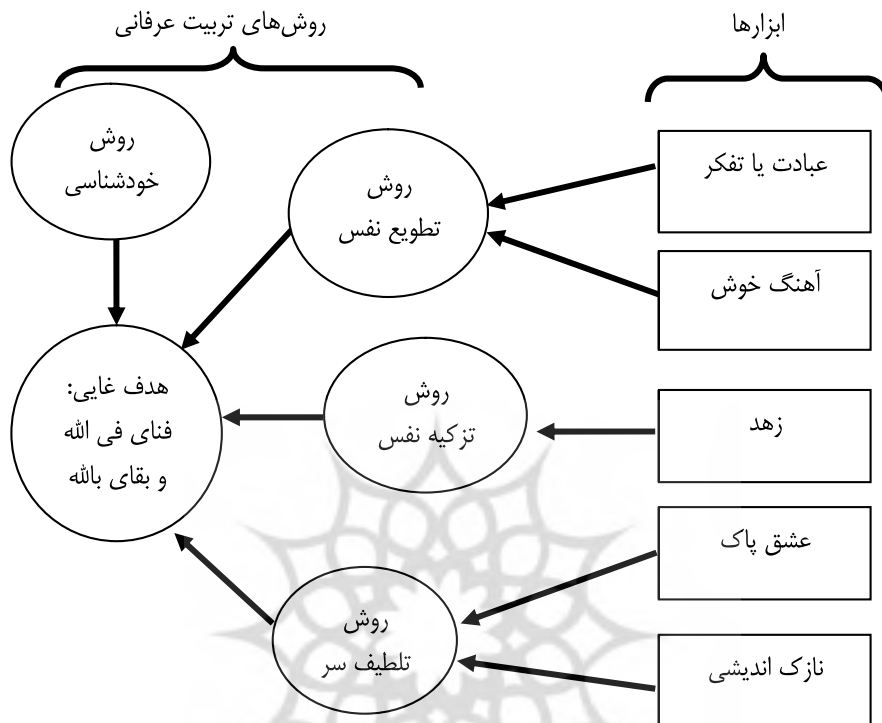 ابزارها
روش‌های تربیت عرفانی
عبادت یا تفکر
آهنگ خوش
زهد
عشق پاک
نازک اندیشی
روش
تطویع نفس
روش
تزکیه نفس
روش
تلطیف سر
روش
خودشناسی
هدف غایی:
فنای فی الله
و بقای بالله